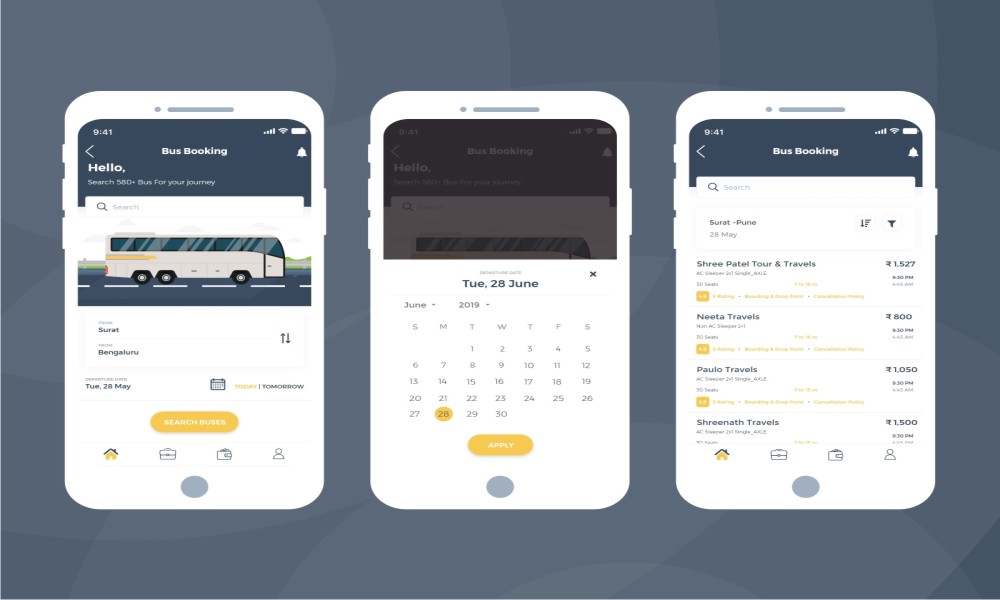 9:41
Bus Booking
Hello,
Search 580+ Bus For your journey
Search
FROM
Surat
FROM
Bengaluru
DEPARTURE DATE
Tue, 28 May
TODAY | TOMORROW
SEARCH BUSES
9:41
Bus Booking
Hello,
Search 580+ Bus For your journey
Search
DEPARTURE DATE
Tue, 28 June
June 2019
S M T W T F S
1 2 3 4 5
6 7 8 9 10 11 12
13 14 15 16 17 18 19
20 21 22 23 24 25 26
27 28 29 30
APPLY
9:41
Bus Booking
Search
Surat -Pune
28 May
Shree Patel Tour & Travels ₹ 1,527
AC Sleeper 2x1 Single_AXLE 9:30 PM
30 Seats 7 hr 15 m 4:45 AM
4.8 5 Rating • Boarding & Drop Point • Cancellation Policy
Neeta Travels ₹ 800
Non AC Sleeper 2x1 9:30 PM
30 Seats 7 hr 15 m 4:45 AM
4.8 5 Rating • Boarding & Drop Point • Cancellation Policy
Paulo Travels ₹ 1,050
AC Sleeper 2x1 Single_AXLE 9:30 PM
30 Seats 7 hr 15 m 4:45 AM
4.8 5 Rating • Boarding & Drop Point • Cancellation Policy
Shreenath Travels ₹ 1,500
AC Sleeper 2x1 Single_AXLE 9:30 PM